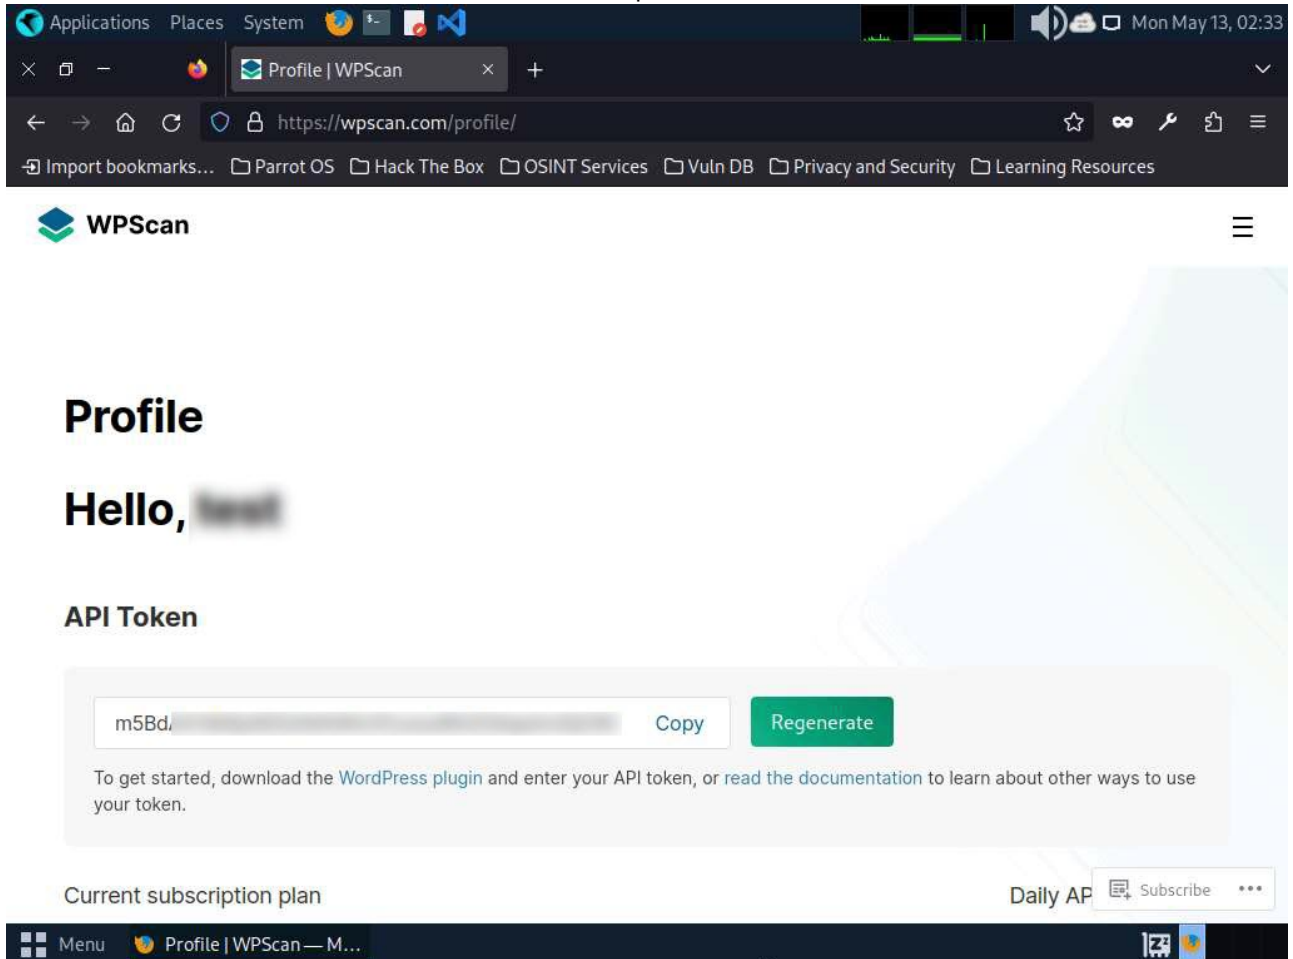 Applications Places System Mon May 13, 02:33
Profile | WPScan
https://wpscan.com/profile/
Import bookmarks... Parrot OS Hack The Box OSINT Services Vuln DB Privacy and Security Learning Resources
WPScan
Profile
Hello,
API Token
m5Bd Copy Regenerate
To get started, download the WordPress plugin and enter your API token, or read the documentation to learn about other ways to use
your token.
Current subscription plan Daily AP Subscribe
Menu Profile | WPScan — M...